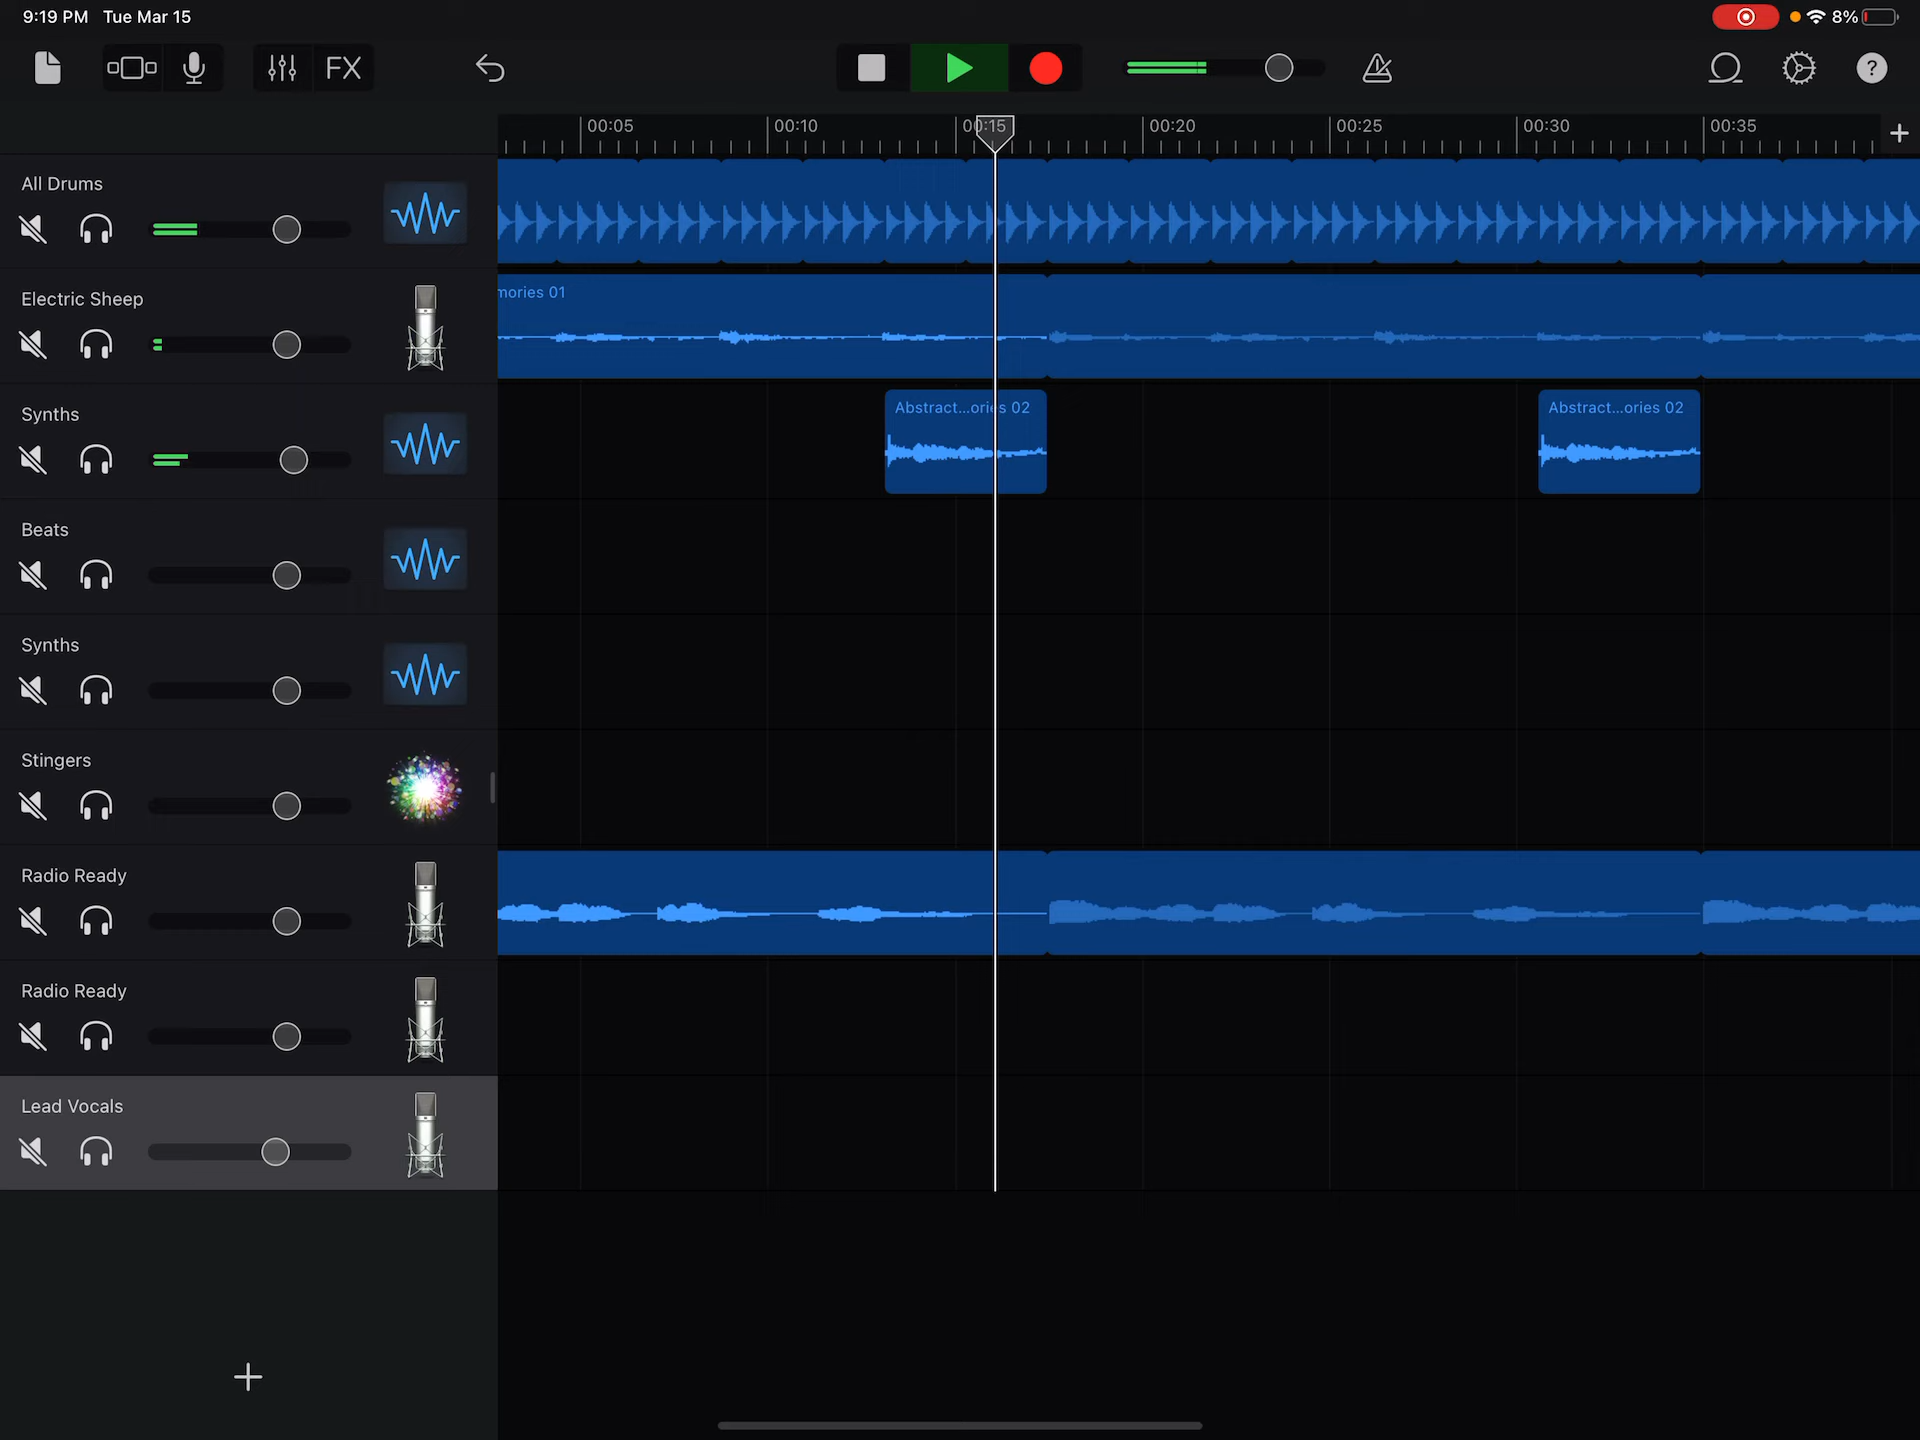 9:19 PM Tue Mar 15
8%
FX
?
00:05 00:10 00:15 00:20 00:25 00:30 00:35
All Drums
Electric Sheep
mories 01
Synths
Abstract...ories 02
Abstract...ories 02
Beats
Synths
Stingers
Radio Ready
Radio Ready
Lead Vocals